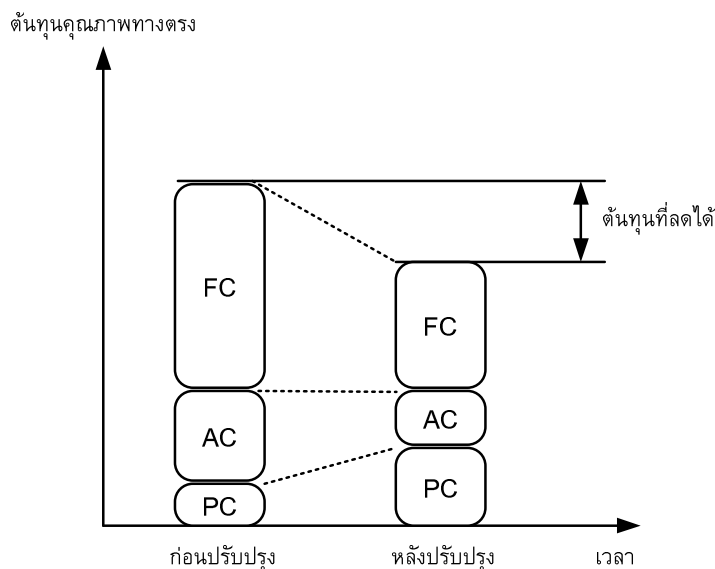 ต้นทุนคุณภาพทางตรง
ต้นทุนที่ลดได้
FC
FC
AC
AC
PC
PC
ก่อนปรับปรุง
หลังปรับปรุง
เวลา